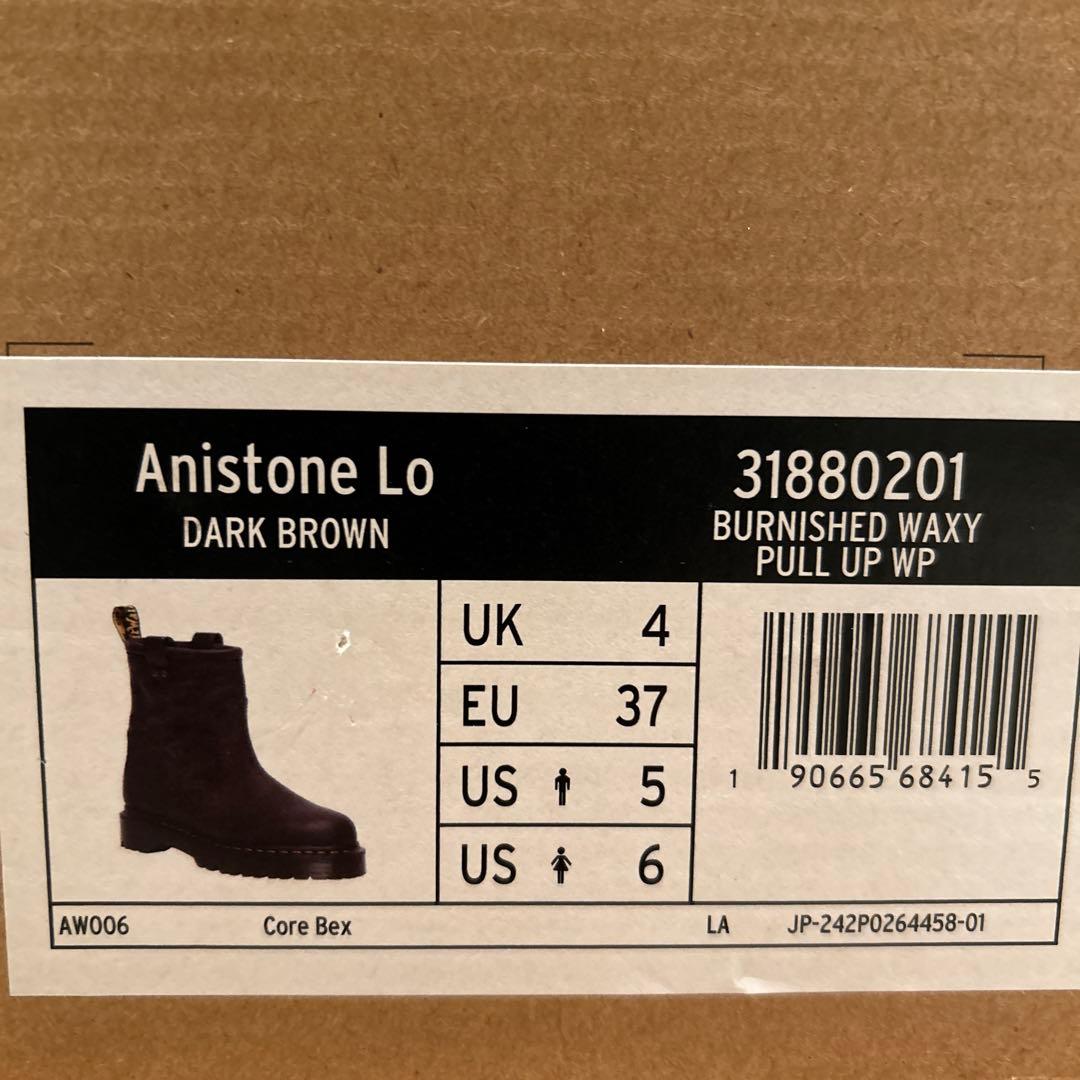 Anistone Lo
DARK BROWN
31880201
BURNISHED WAXY
PULL UP WP
UK 4
EU 37
US 5
US 6
1 90665 68415 5
AW006 Core Bex LA JP-242P0264458-01